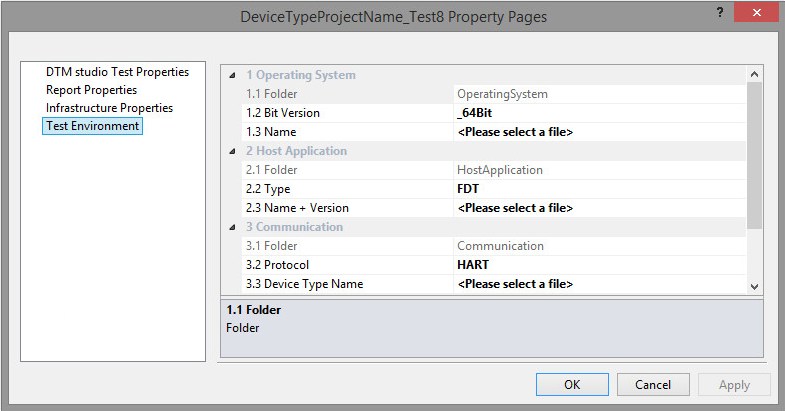 DeviceTypeProjectName_Test8 Property Pages
?
DTM studio Test Properties
Report Properties
Infrastructure Properties
Test Environment
1 Operating System
1.1 Folder OperatingSystem
1.2 Bit Version _64Bit
1.3 Name <Please select a file>
2 Host Application
2.1 Folder HostApplication
2.2 Type FDT
2.3 Name + Version <Please select a file>
3 Communication
3.1 Folder Communication
3.2 Protocol HART
3.3 Device Type Name <Please select a file>
1.1 Folder
Folder
OK Cancel Apply